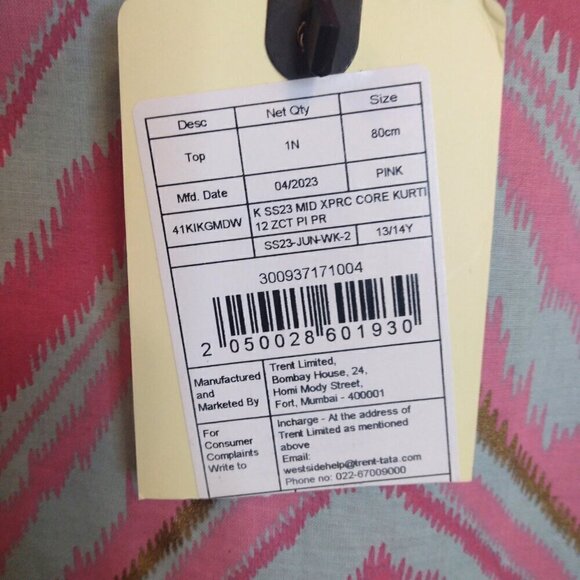 Desc Net Qty Size
Top 1N 80cm
Mfd. Date 04/2023 PINK
41KIKGMDW K SS23 MID XPRC CORE KURTI
12 ZCT PI PR
SS23-JUN-WK-2 13/14Y
300937171004
2 050028 601930
Manufactured and Marketed By
Trent Limited,
Bombay House, 24,
Homi Mody Street,
Fort, Mumbai - 400001
For Consumer Complaints Write to
Incharge - At the address of
Trent Limited as mentioned
above
Email:
westsidehelp@trent-tata.com
Phone no: 022-67009000